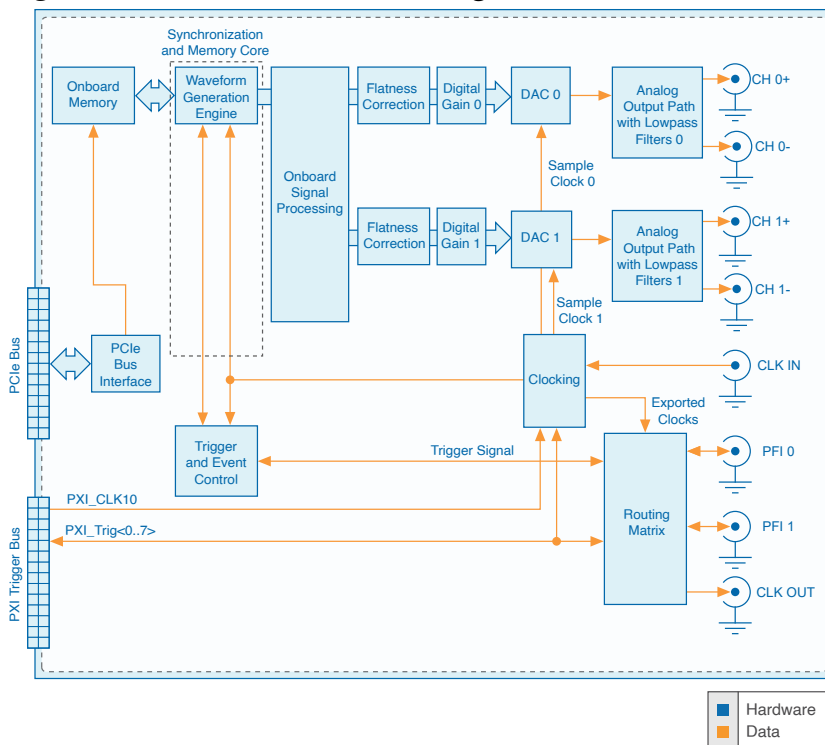 Synchronization
and Memory Core
Onboard
Memory
Waveform
Generation
Engine
Onboard
Signal
Processing
Flatness
Correction
Digital
Gain 0
DAC 0
Analog
Output Path
with Lowpass
Filters 0
CH 0+
CH 0-
Sample
Clock 0
Flatness
Correction
Digital
Gain 1
DAC 1
Analog
Output Path
with Lowpass
Filters 1
CH 1+
CH 1-
Sample
Clock 1
PCIe Bus
PCIe
Bus
Interface
Clocking
CLK IN
Exported
Clocks
Trigger
and Event
Control
Trigger Signal
Routing
Matrix
PFI 0
PFI 1
CLK OUT
PXI Trigger Bus
PXI_CLK10
PXI_Trig<0..7>
Hardware
Data